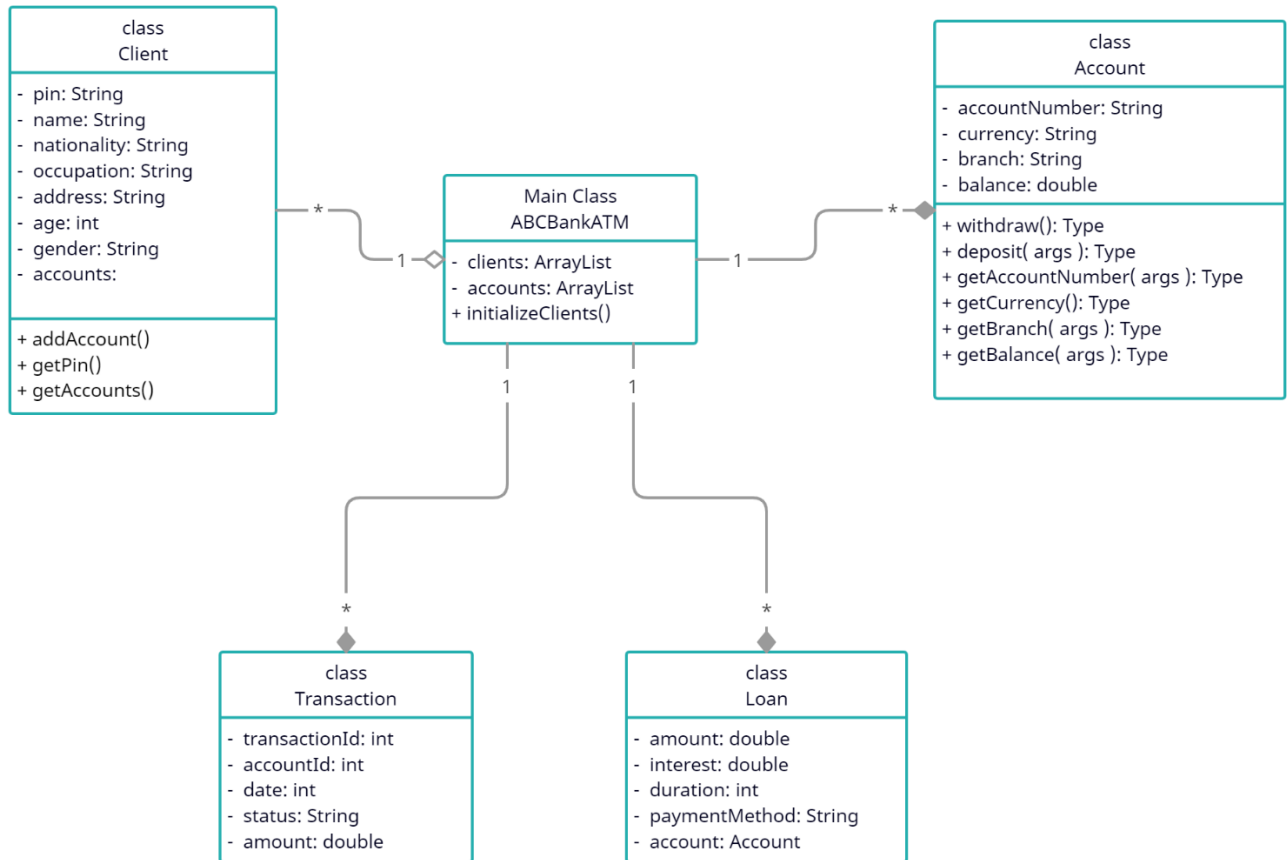 class
Client
- pin: String
- name: String
- nationality: String
- occupation: String
- address: String
- age: int
- gender: String
- accounts:
+ addAccount()
+ getPin()
+ getAccounts()
*
1
Main Class
ABCBankATM
- clients: ArrayList
- accounts: ArrayList
+ initializeClients()
1
*
class
Account
- accountNumber: String
- currency: String
- branch: String
- balance: double
+ withdraw(): Type
+ deposit( args ): Type
+ getAccountNumber( args ): Type
+ getCurrency(): Type
+ getBranch( args ): Type
+ getBalance( args ): Type
1
1
*
*
class
Transaction
- transactionId: int
- accountId: int
- date: int
- status: String
- amount: double
class
Loan
- amount: double
- interest: double
- duration: int
- paymentMethod: String
- account: Account